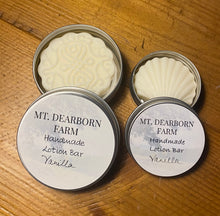 MT. DEARBORN
FARM
Handmade
Lotion Bar
Vanilla
MT. DEARBORN
FARM
Handmade
Lotion Bar
Vanilla